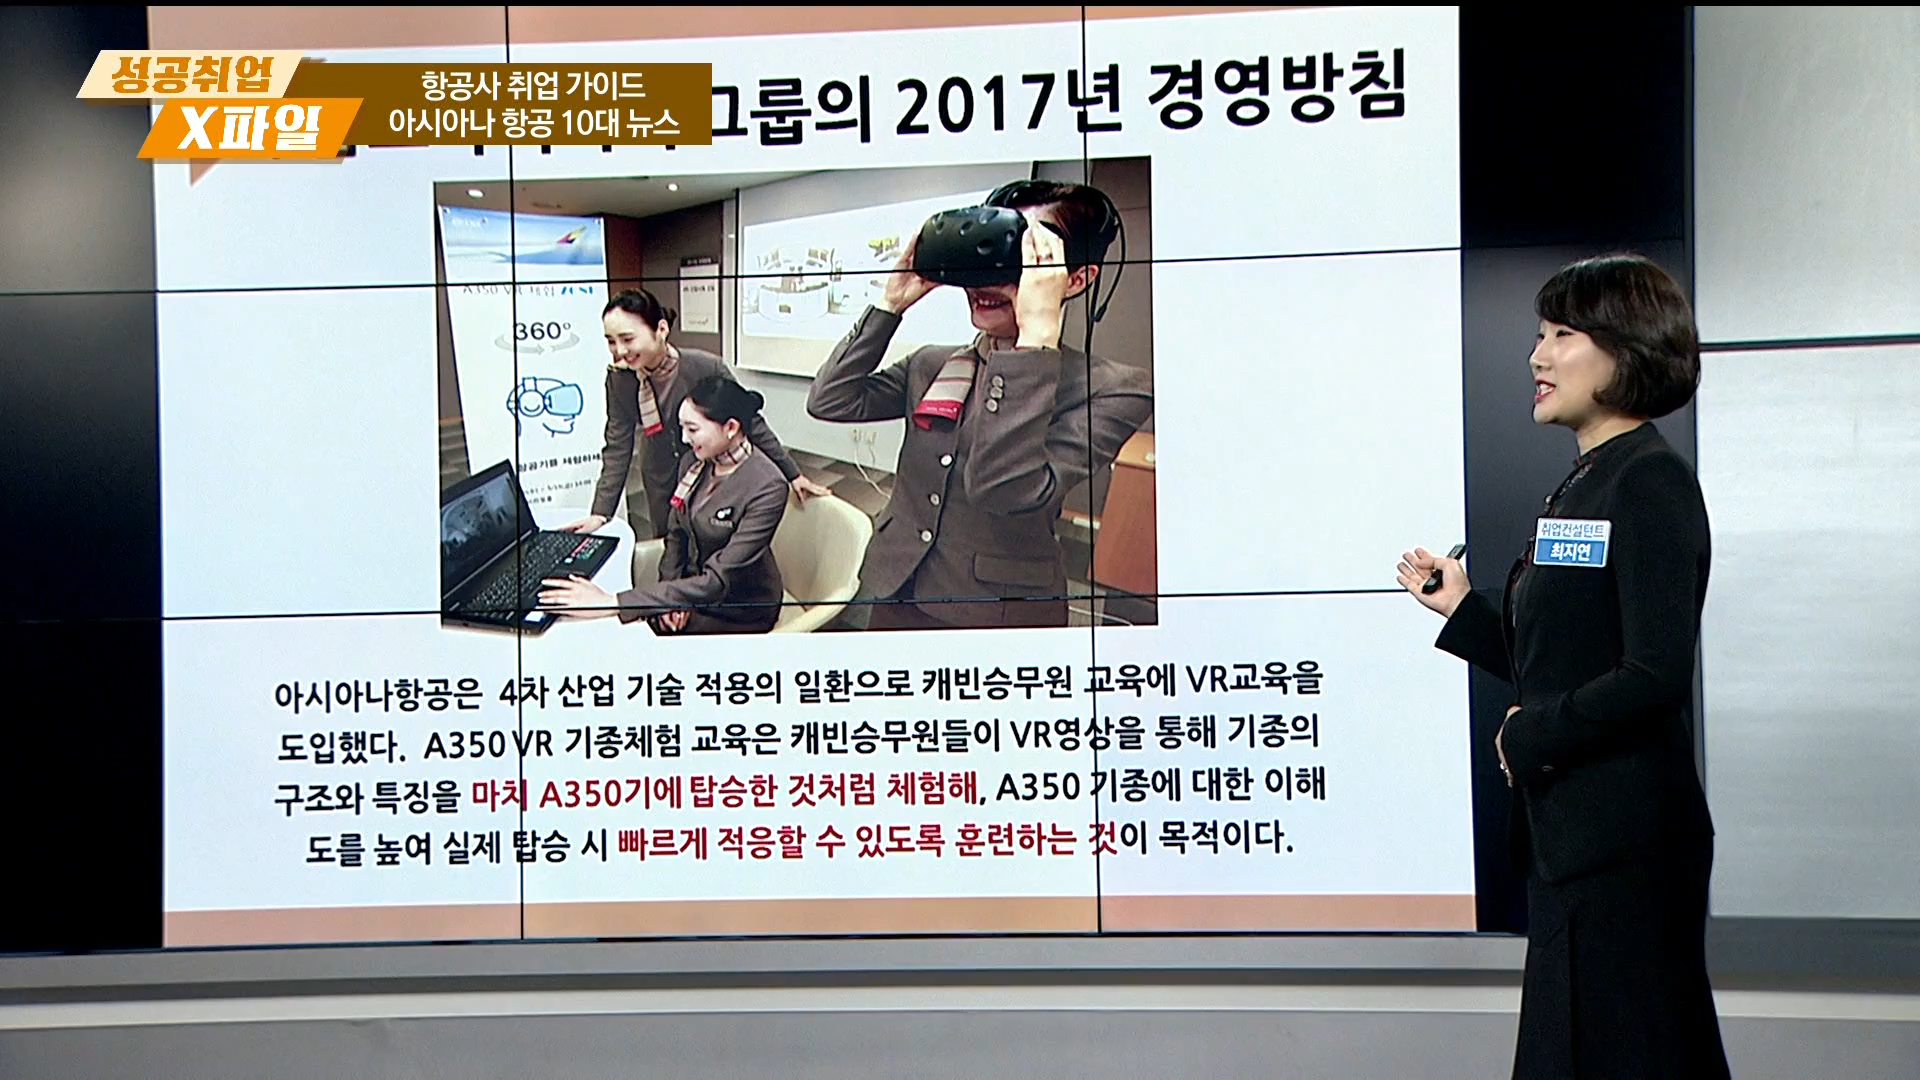 성공취업
X파일
항공사 취업 가이드
아시아나 항공 10대 뉴스
그룹의 2017년 경영방침
A350 VR 체험
360°
취업컨설턴트
최지연
아시아나항공은 4차 산업 기술 적용의 일환으로 캐빈승무원 교육에 VR교육을
도입했다. A350 VR 기종체험 교육은 캐빈승무원들이 VR영상을 통해 기종의
구조와 특징을 마치 A350기에 탑승한 것처럼 체험해, A350 기종에 대한 이해
도를 높여 실제 탑승 시 빠르게 적응할 수 있도록 훈련하는 것이 목적이다.